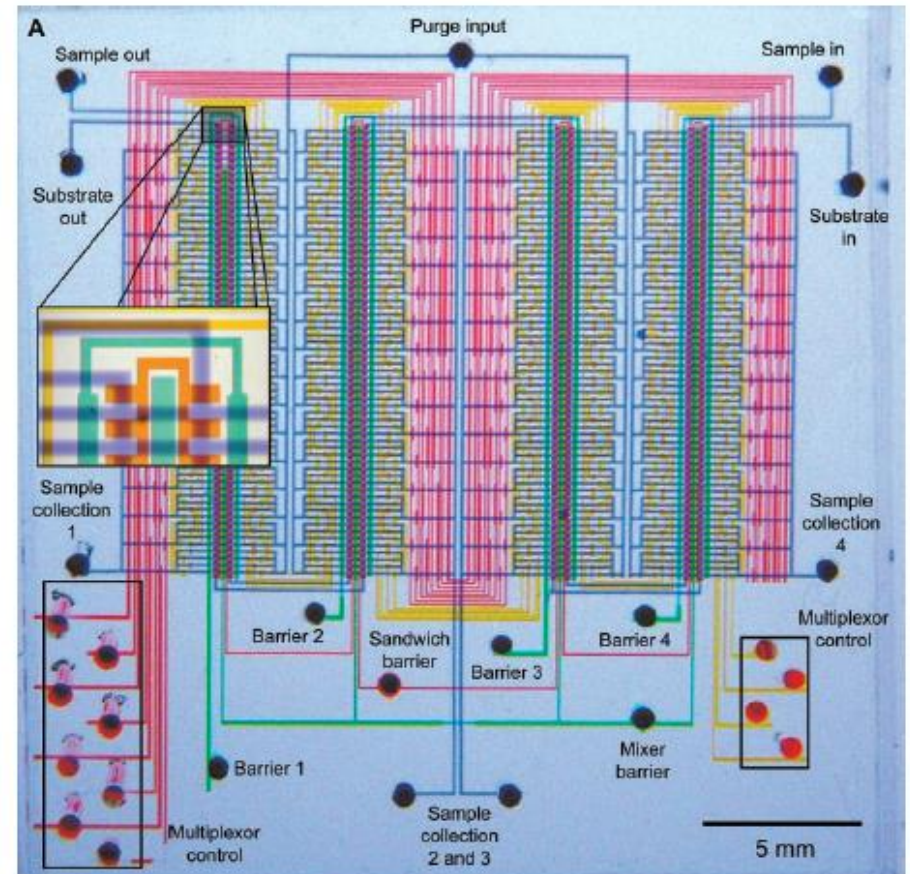 A
Purge input
Sample out
Sample in
Substrate
out
Substrate
in
Sample
collection
1
Sample
collection
4
Barrier 2
Sandwich
barrier
Barrier 3
Barrier 4
Multiplexor
control
Mixer
barrier
Barrier 1
Multiplexor
control
Sample
collection
2 and 3
5 mm